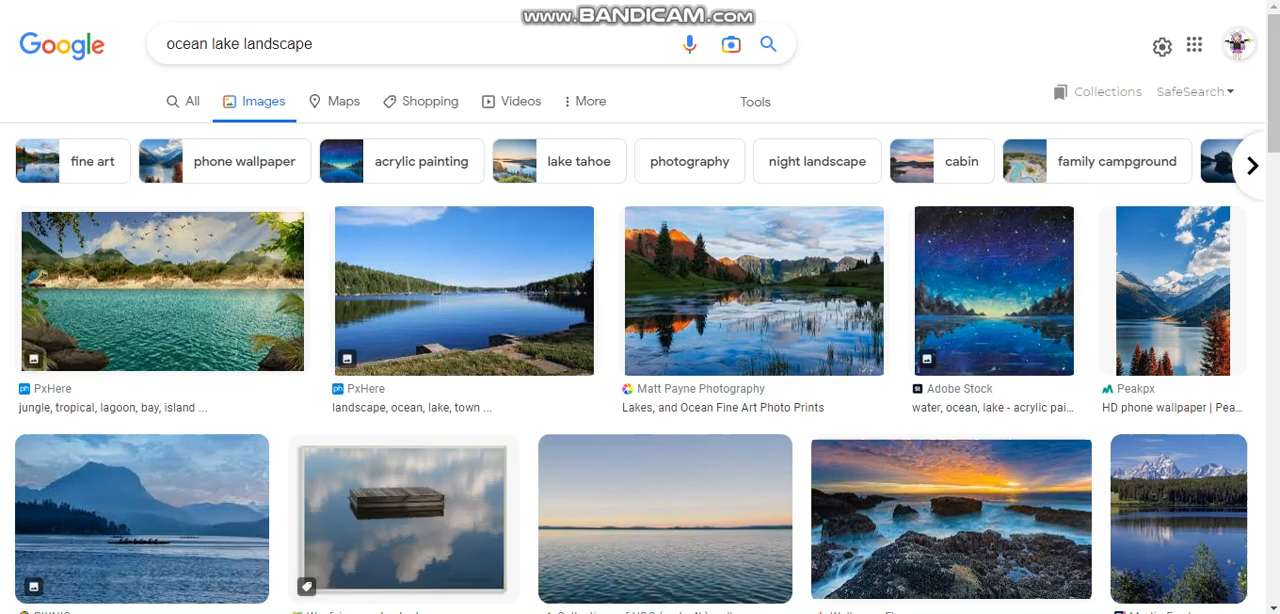 www.BANDICAM.com
Google
ocean lake landscape
All
Images
Maps
Shopping
Videos
More
Tools
Collections
SafeSearch
fine art
phone wallpaper
acrylic painting
lake tahoe
photography
night landscape
cabin
family campground
PxHere
jungle, tropical, lagoon, bay, island ...
PxHere
landscape, ocean, lake, town ...
Matt Payne Photography
Lakes, and Ocean Fine Art Photo Prints
Adobe Stock
water, ocean, lake - acrylic pai...
Peakpx
HD phone wallpaper | Pea...